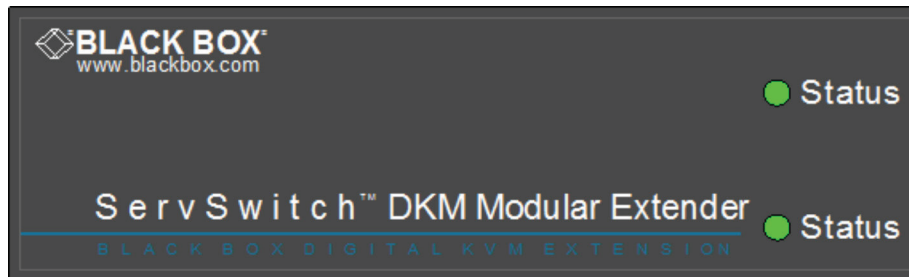 BLACK BOX®
www.blackbox.com
Status
ServSwitch™ DKM Modular Extender
Status
BLACK BOX DIGITAL KVM EXTENSION